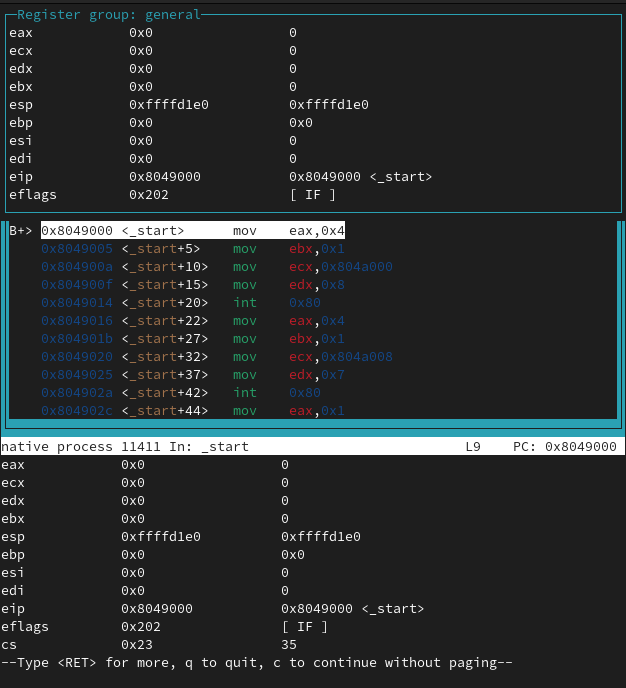 Register group: general
eax 0x0 0
ecx 0x0 0
edx 0x0 0
ebx 0x0 0
esp 0xffffd1e0 0xffffd1e0
ebp 0x0 0x0
esi 0x0 0
edi 0x0 0
eip 0x8049000 0x8049000 <_start>
eflags 0x202 [ IF ]
B+> 0x8049000 <_start> mov eax,0x4
0x8049005 <_start+5> mov ebx,0x1
0x804900a <_start+10> mov ecx,0x804a000
0x804900f <_start+15> mov edx,0x8
0x8049014 <_start+20> int 0x80
0x8049016 <_start+22> mov eax,0x4
0x804901b <_start+27> mov ebx,0x1
0x8049020 <_start+32> mov ecx,0x804a008
0x8049025 <_start+37> mov edx,0x7
0x804902a <_start+42> int 0x80
0x804902c <_start+44> mov eax,0x1
native process 11411 In: _start L9 PC: 0x8049000
eax 0x0 0
ecx 0x0 0
edx 0x0 0
ebx 0x0 0
esp 0xffffd1e0 0xffffd1e0
ebp 0x0 0x0
esi 0x0 0
edi 0x0 0
eip 0x8049000 0x8049000 <_start>
eflags 0x202 [ IF ]
cs 0x23 35
--Type <RET> for more, q to quit, c to continue without paging--